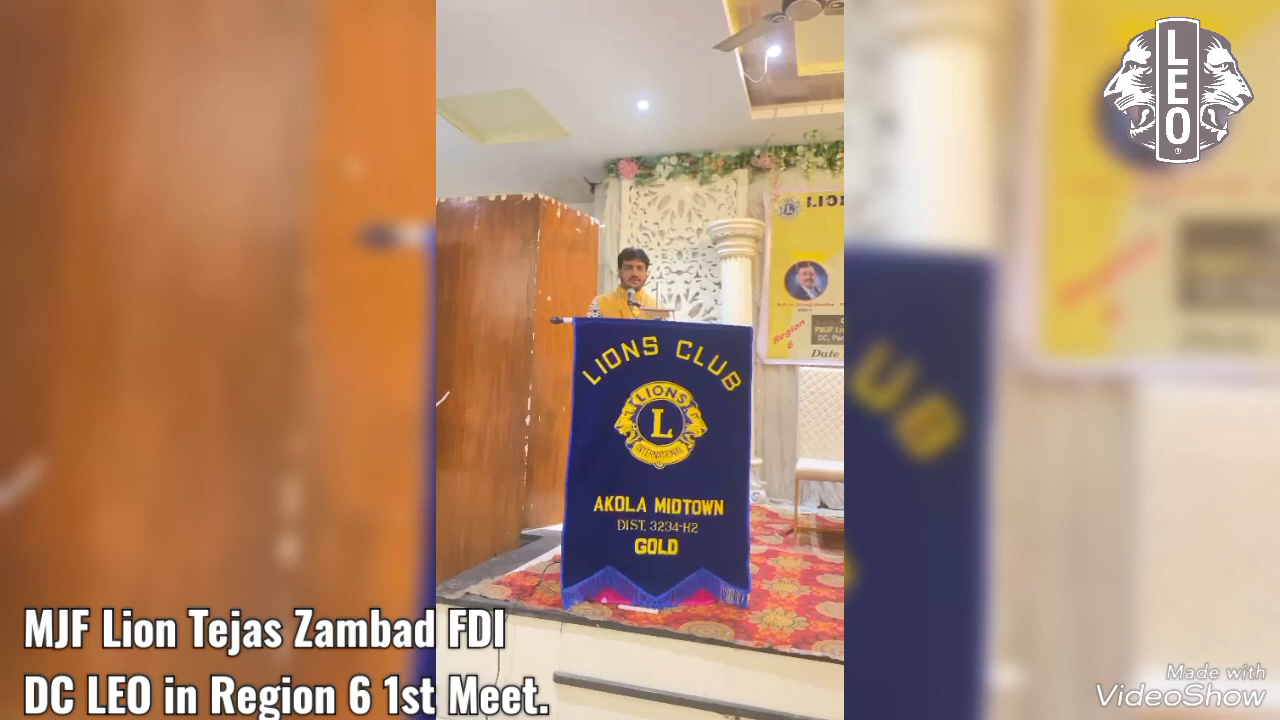 LEO
Region
6
Date
LIONS CLUB
LIONS
L
INTERNATIONAL
AKOLA MIDTOWN
DIST. 3234-H2
GOLD
MJF Lion Tejas Zambad FDI
DC LEO in Region 6 1st Meet.
Made with
VideoShow